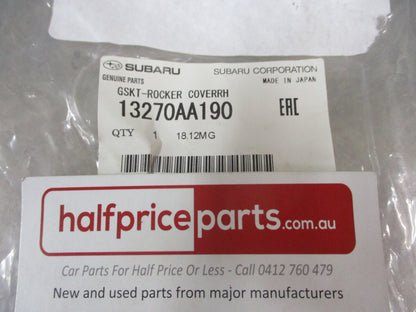 SUBARU
SUBARU CORPORATION
GENUINE PARTS
MADE IN JAPAN
GSKT-ROCKER COVERRH
13270AA190
EAC
QTY 1 18.12MG
halfpriceparts.com.au
Car Parts For Half Price Or Less - Call 0412 760 479
New and used parts from major manufacturers